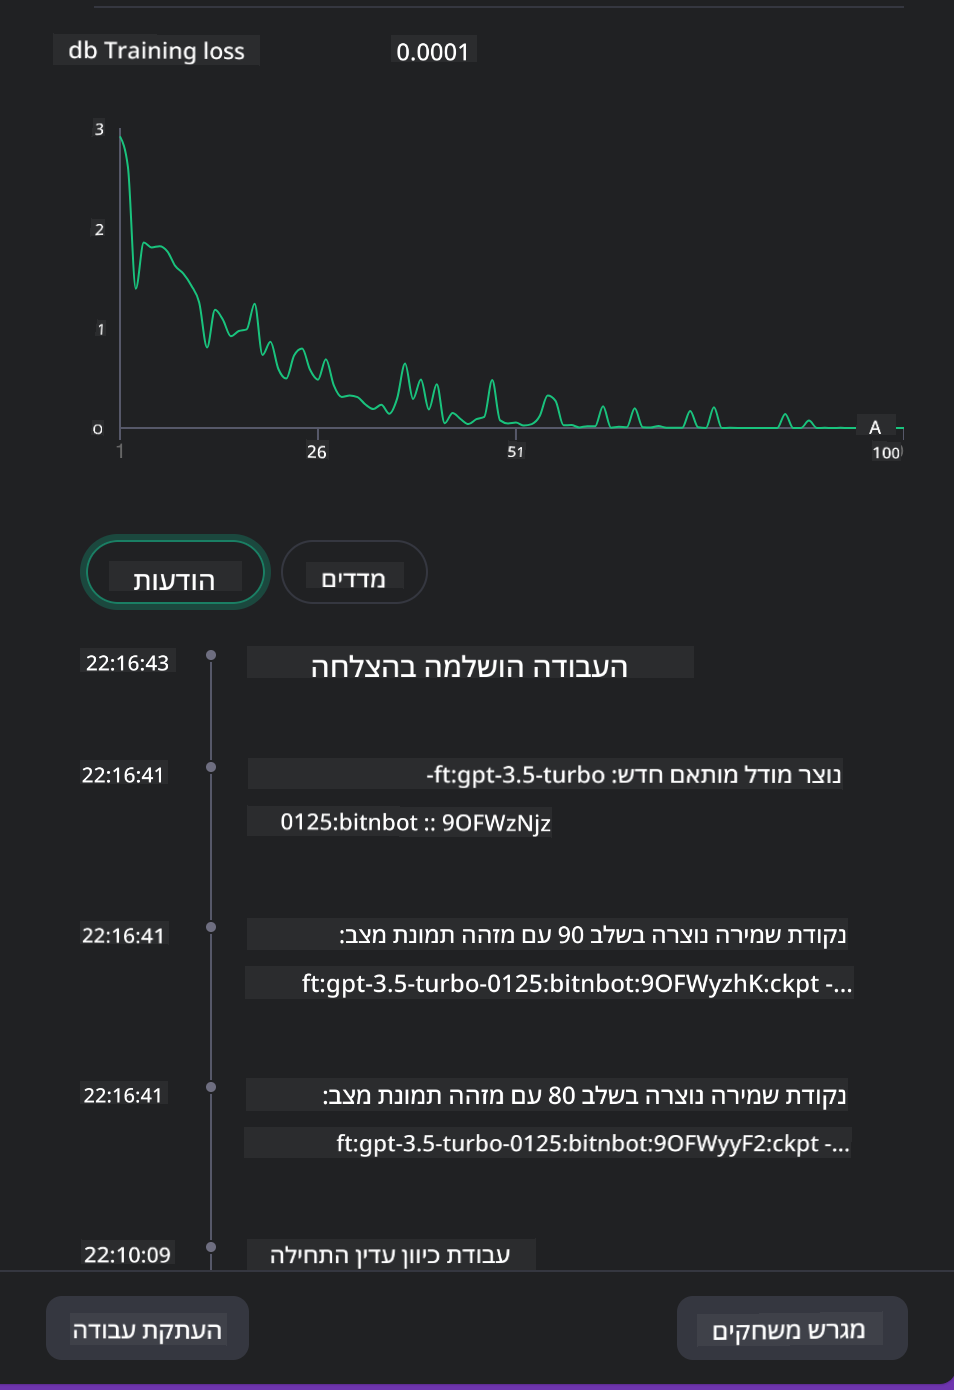 db Training loss 0.0001
3
2
1
0
1 26 51 100
A
הודעות מדדים
22:16:43 העבודה הושלמה בהצלחה
22:16:41 נוצר מודל מותאם חדש: ft:gpt-3.5-turbo-
0125:bitnbot :: 9OFWzNjz
22:16:41 נקודת שמירה נוצרה בשלב 90 עם מזהה תמונת מצב:
ft:gpt-3.5-turbo-0125:bitnbot:9OFWyzhK:ckpt -...
22:16:41 נקודת שמירה נוצרה בשלב 80 עם מזהה תמונת מצב:
ft:gpt-3.5-turbo-0125:bitnbot:9OFWyyF2:ckpt -...
22:10:09 עבודת כיוון עדין התחילה
העתקת עבודה מגרש משחקים